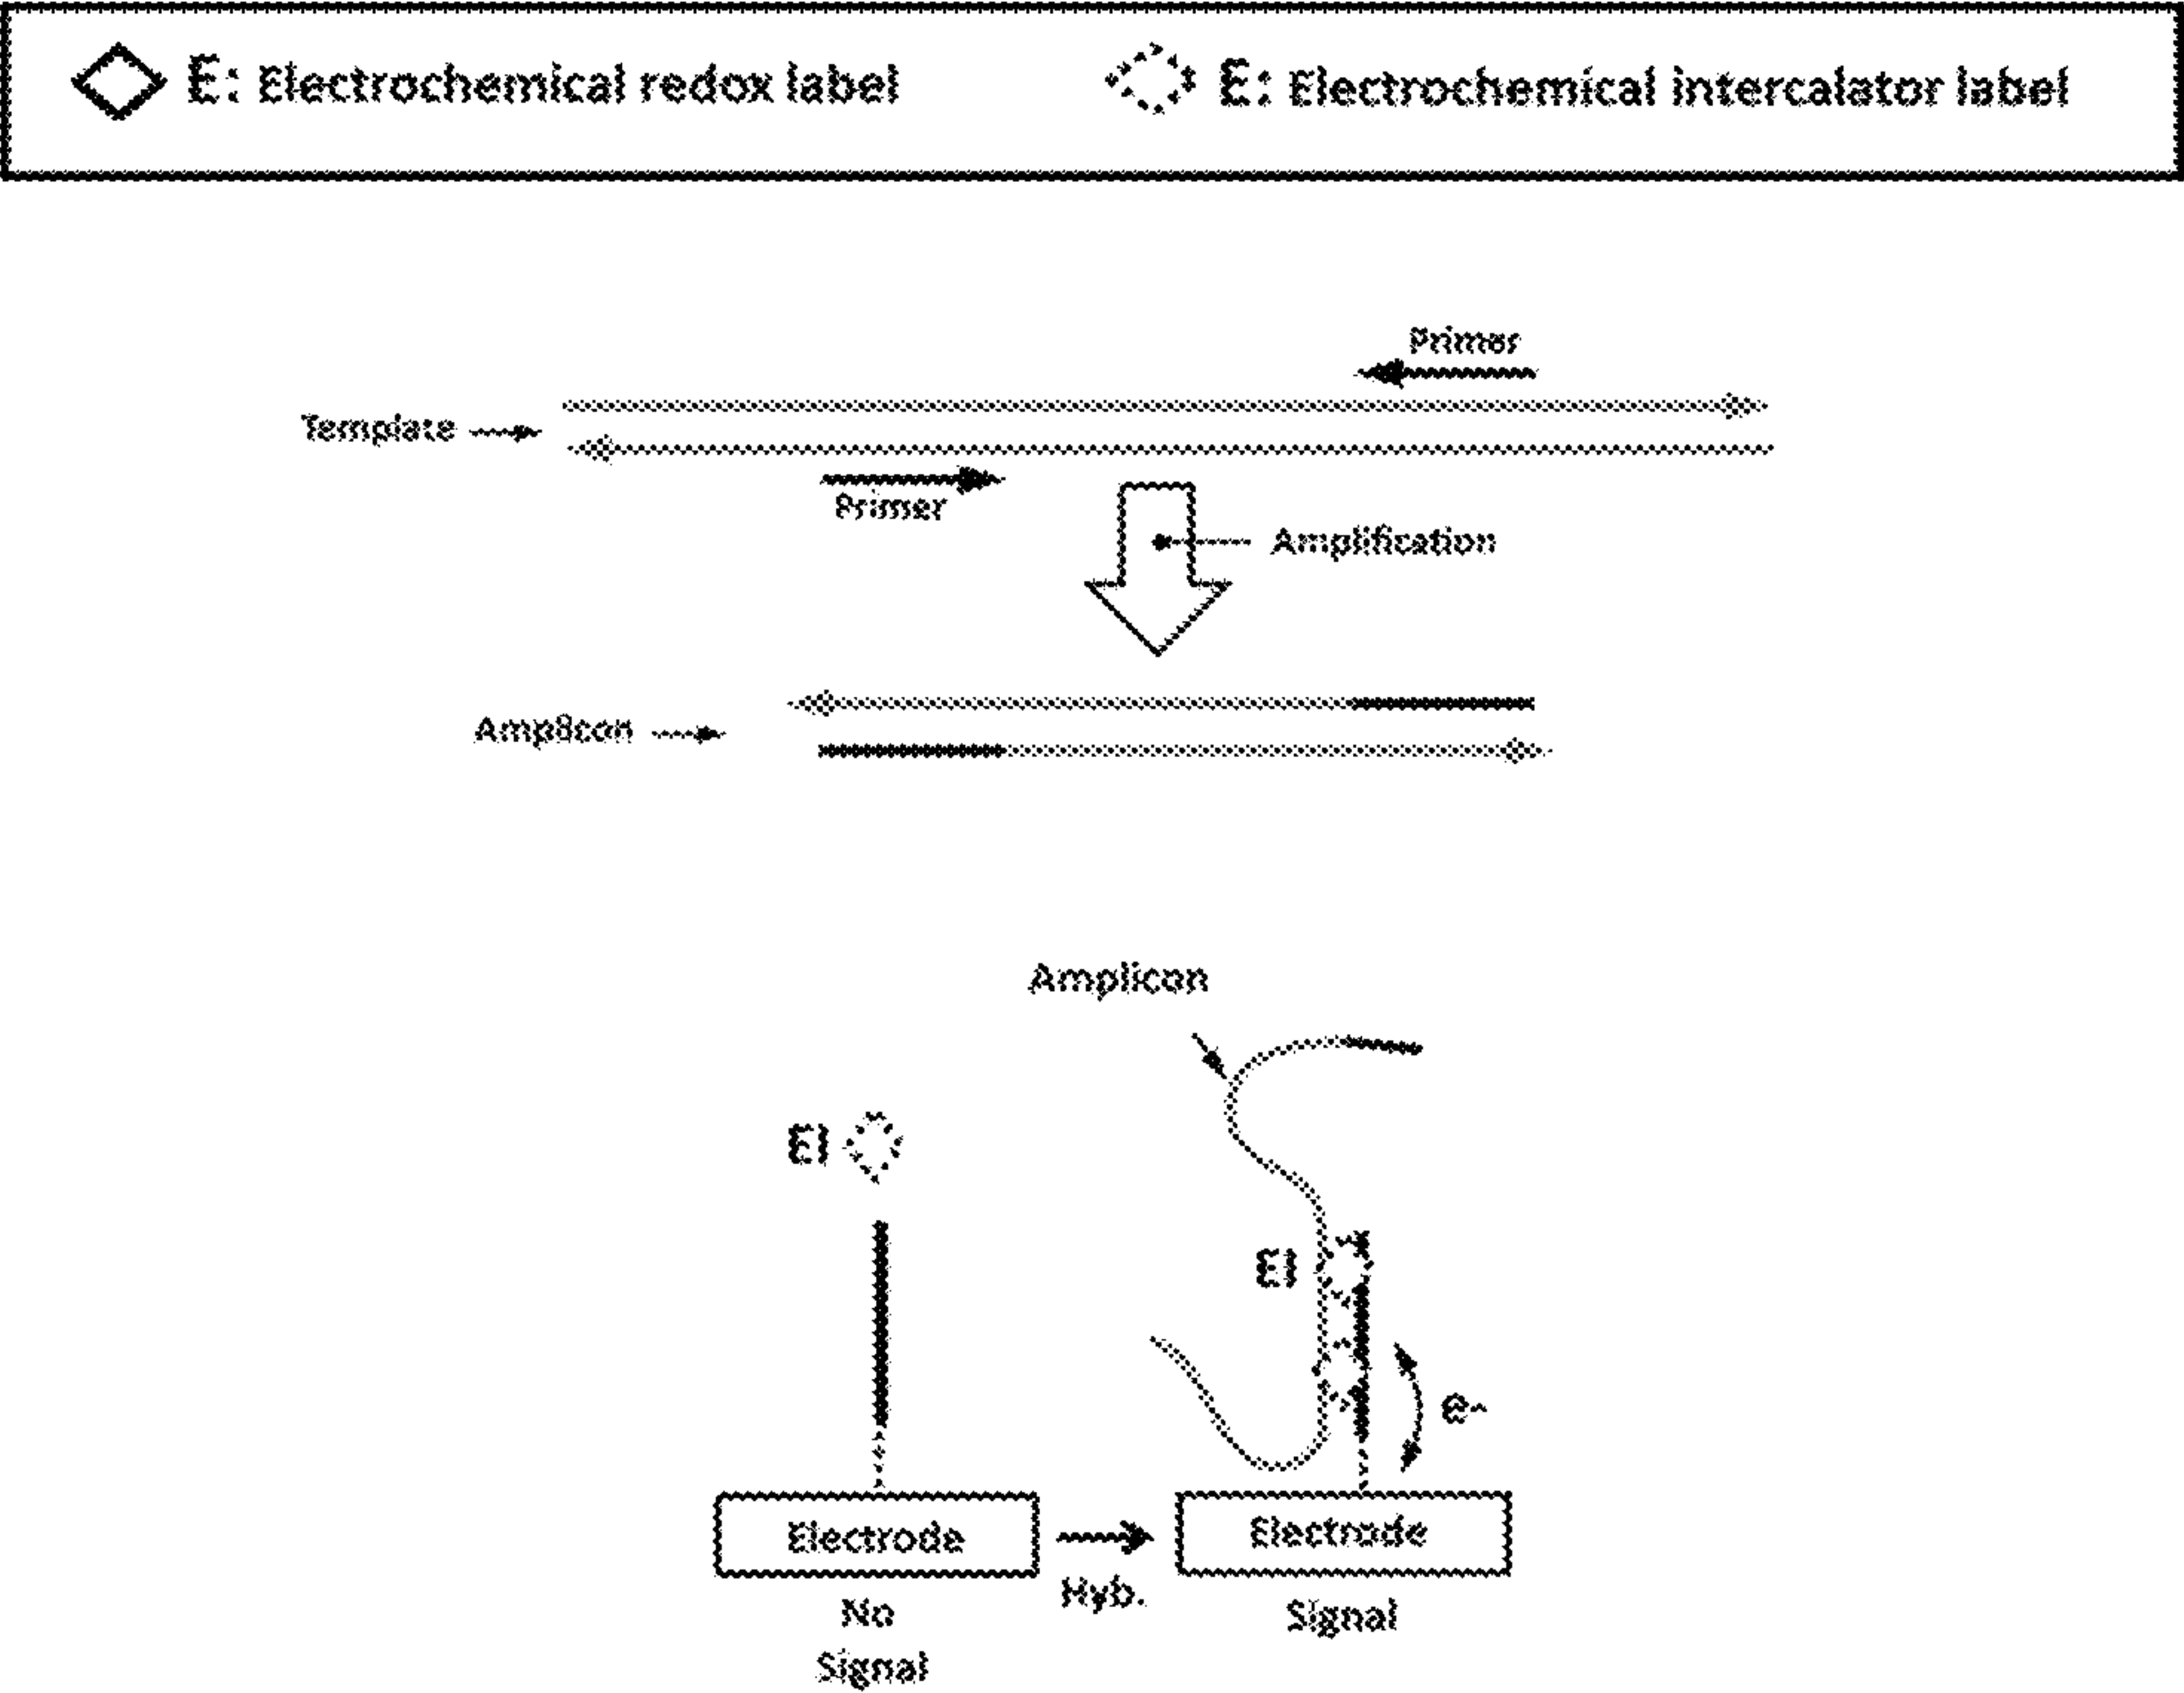 E: Electrochemical redox label
E: Electrochemical intercalator label
Primer
Template
Primer
Amplification
Amp8con
Amplicon
EI
EI
e-
Electrode
Electrode
Hyb.
No
Signal
Signal